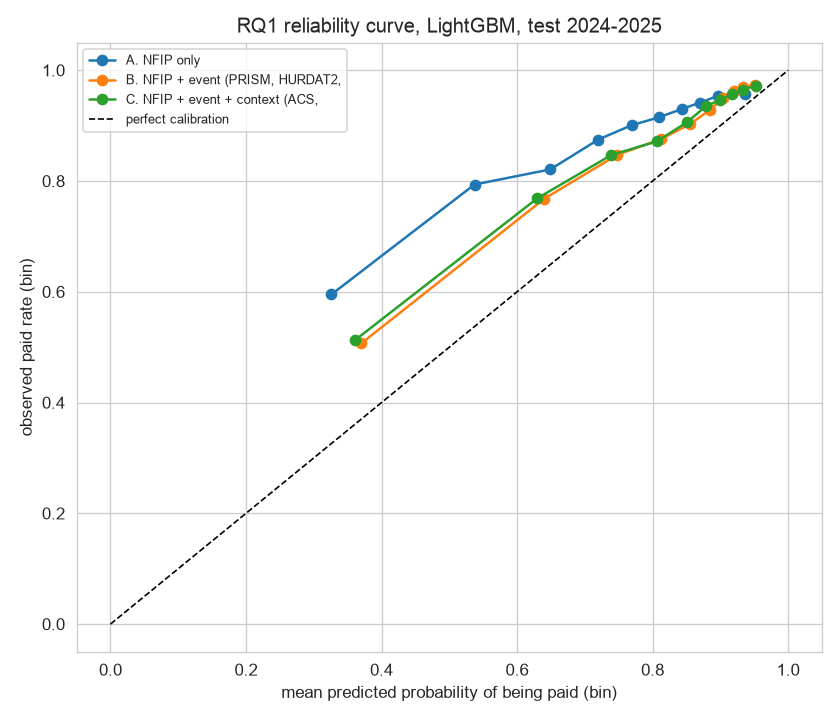 RQ1 reliability curve, LightGBM, test 2024-2025
A. NFIP only
B. NFIP + event (PRISM, HURDAT2,
C. NFIP + event + context (ACS,
perfect calibration
observed paid rate (bin)
1.0
0.8
0.6
0.4
0.2
0.0
0.0 0.2 0.4 0.6 0.8 1.0
mean predicted probability of being paid (bin)